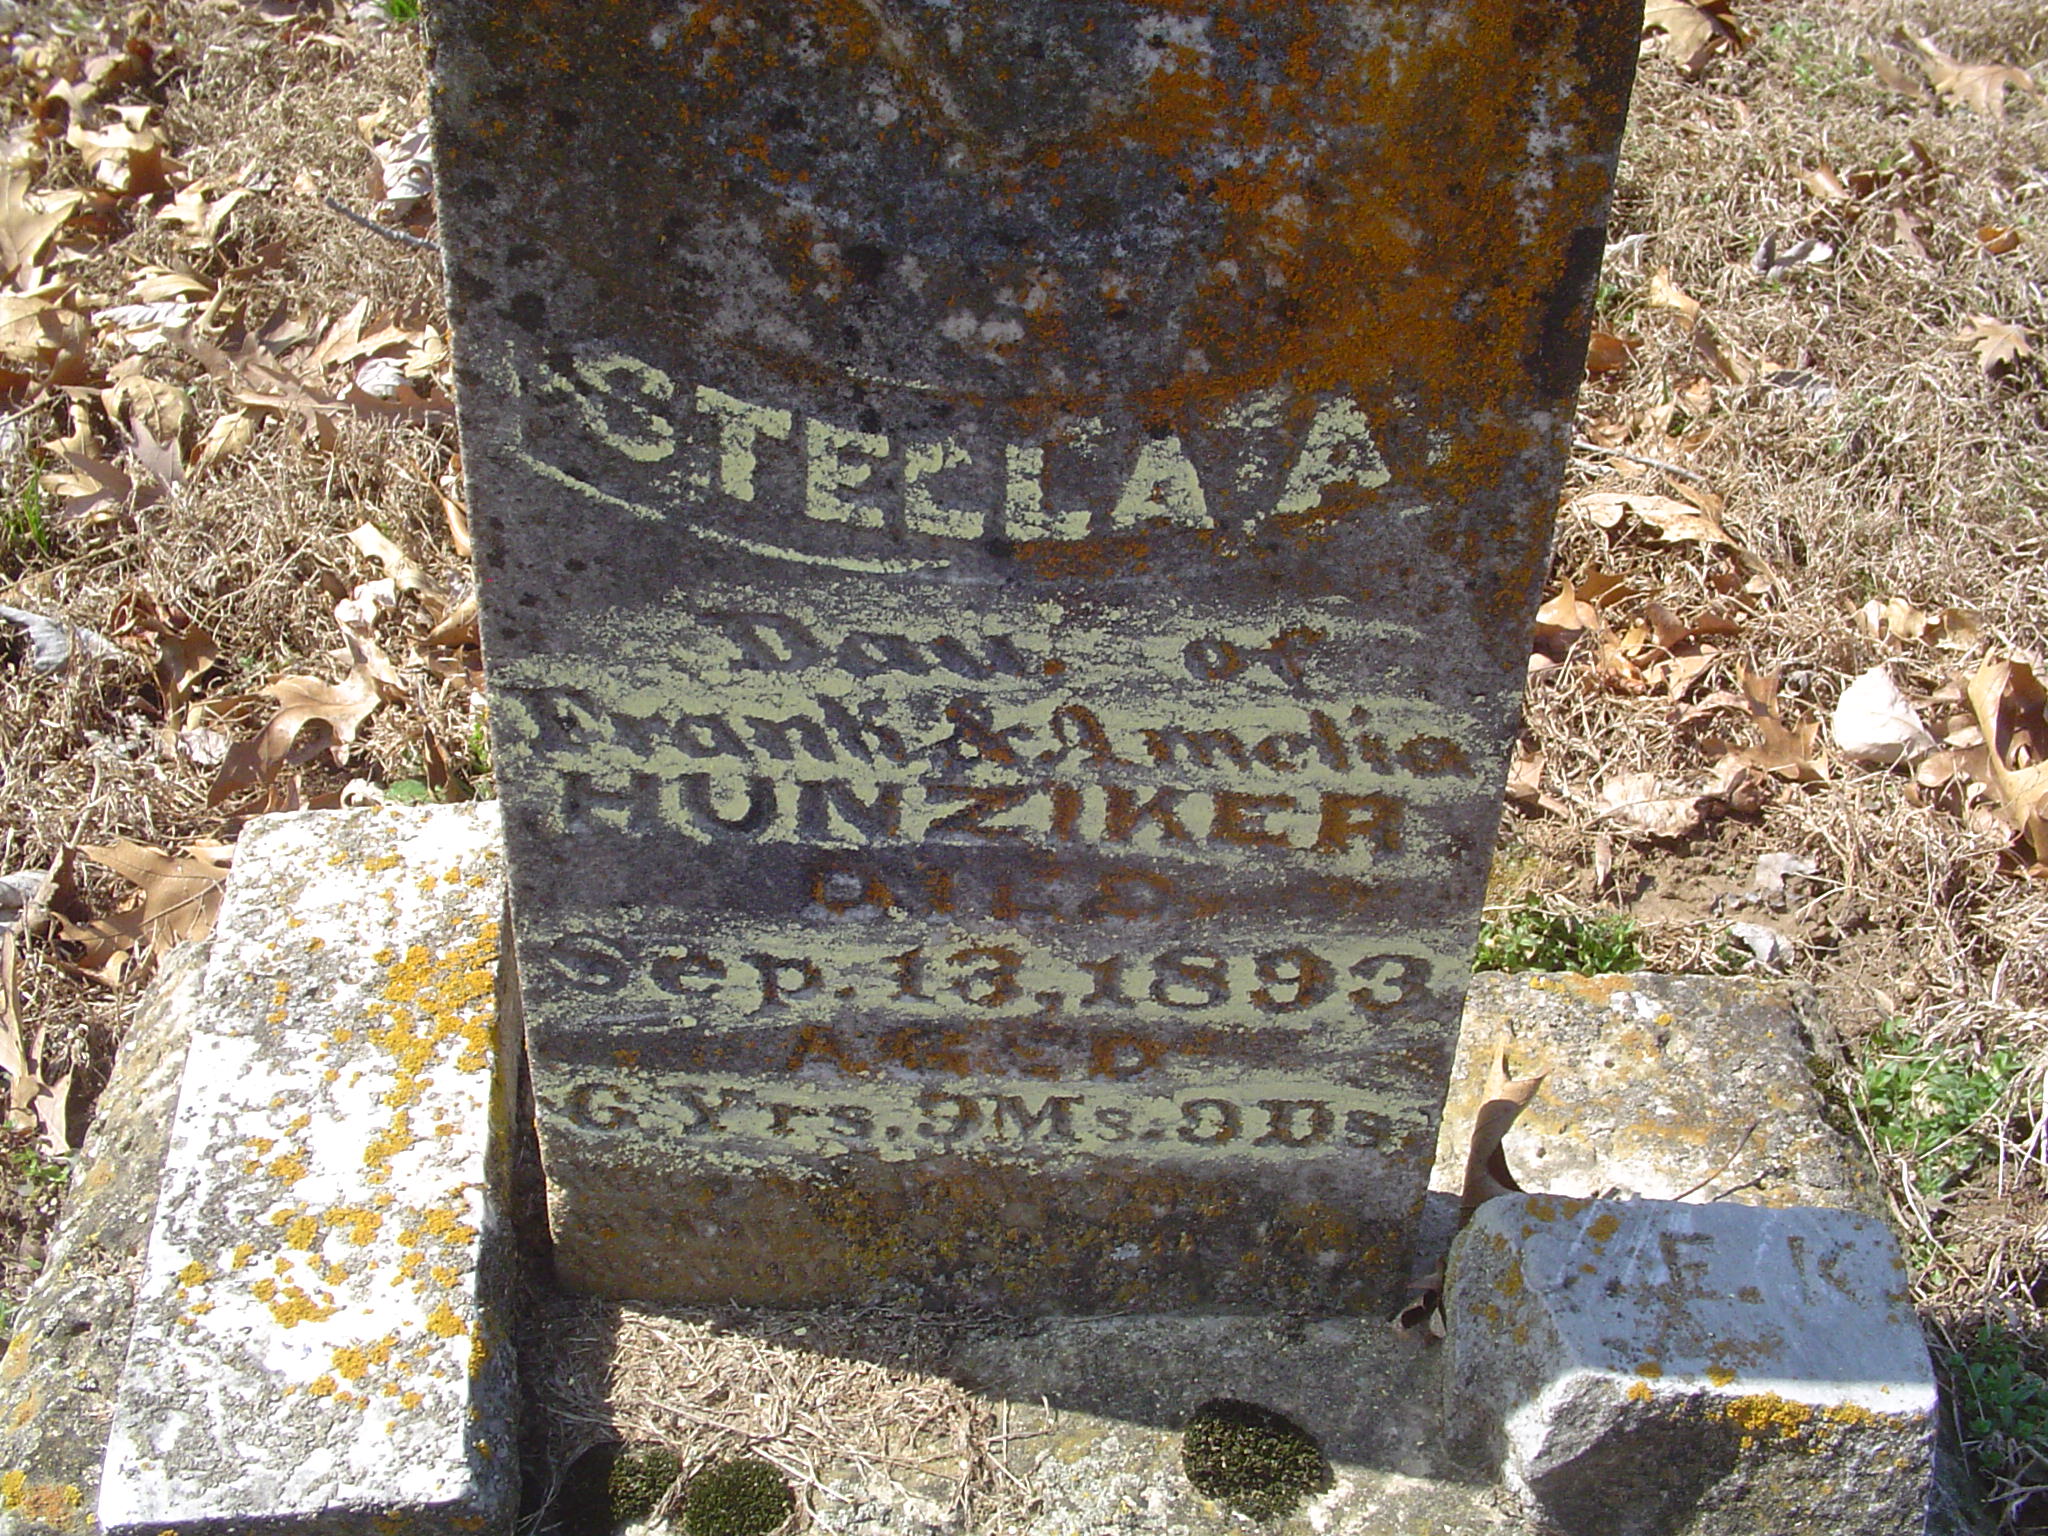 STELLA A.
Dau. of
Frank & Amelia
HUNZIKER
DIED
Sep. 13, 1893
AGED
6 Yrs. 9 Ms. 9 Ds.
F. K.